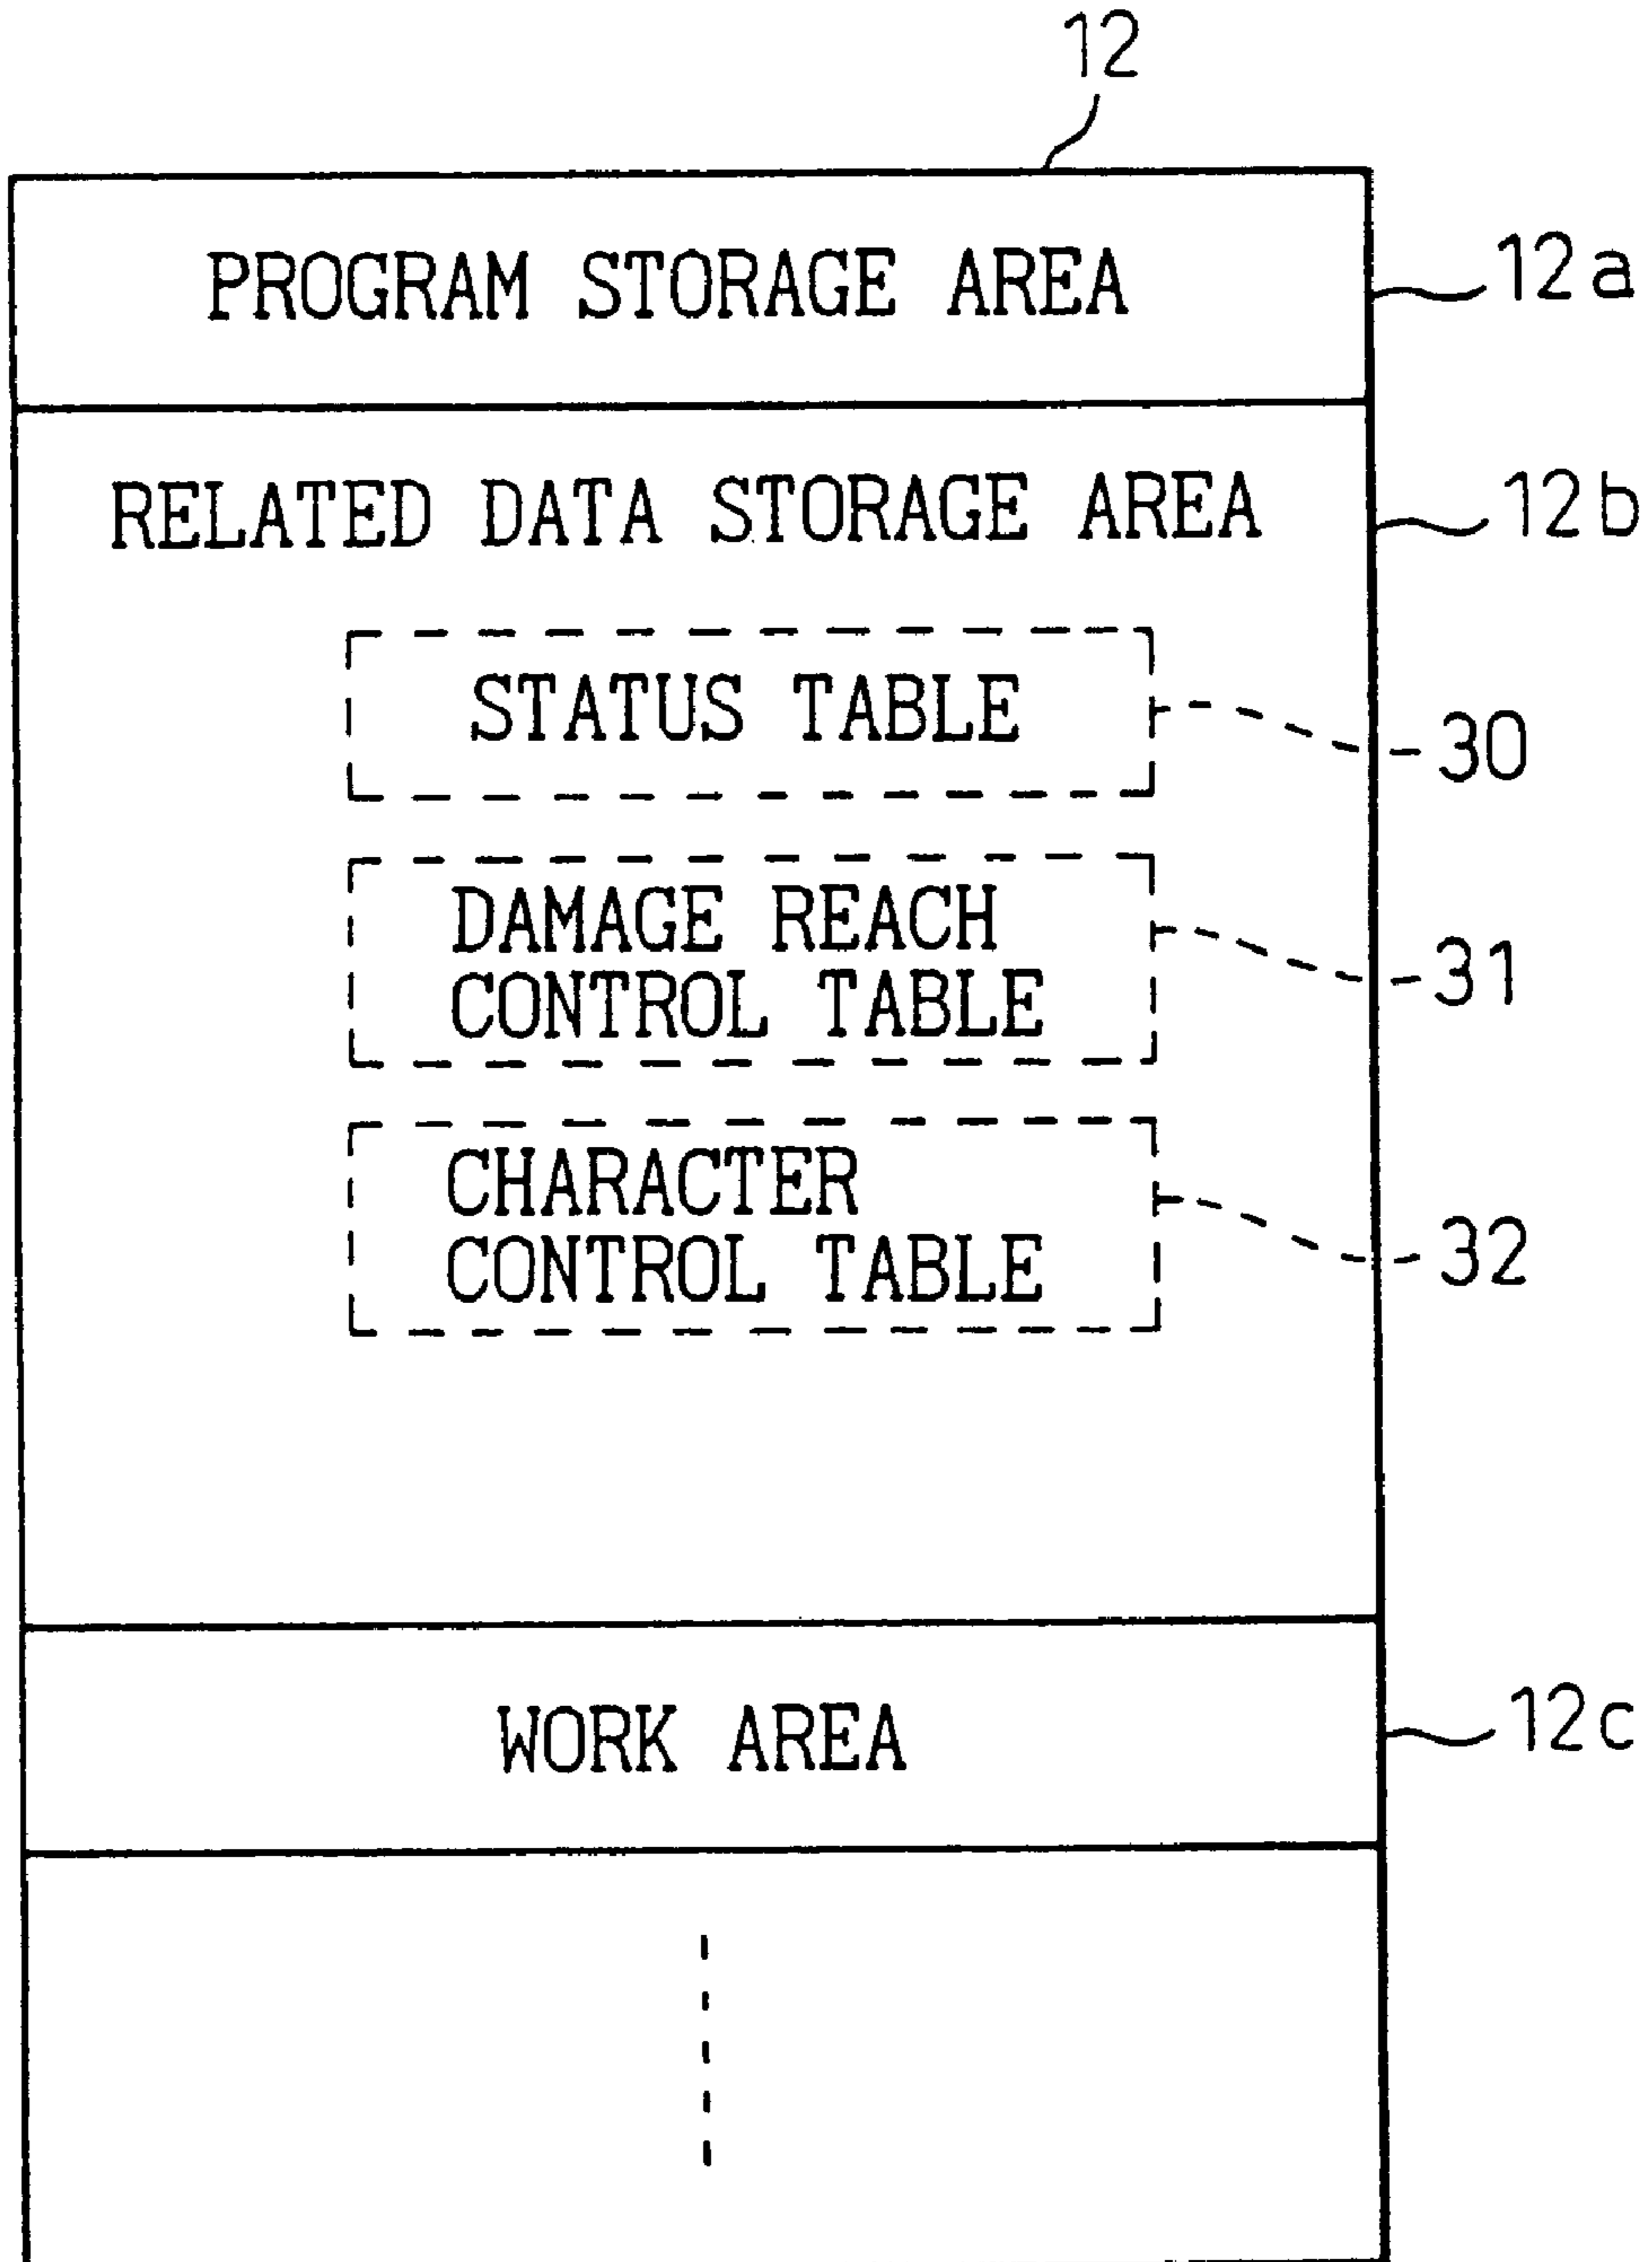 12
PROGRAM STORAGE AREA 12a
RELATED DATA STORAGE AREA 12b
STATUS TABLE 30
DAMAGE REACH
CONTROL TABLE 31
CHARACTER
CONTROL TABLE 32
WORK AREA 12c